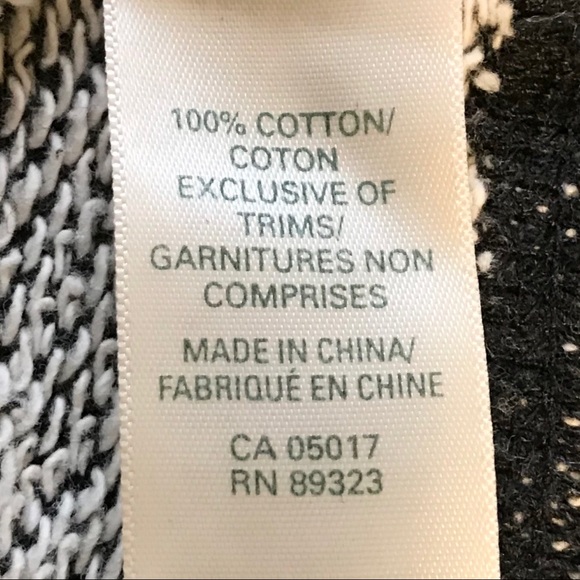 100% COTTON/
COTON
EXCLUSIVE OF
TRIMS/
GARNITURES NON
COMPRISES
MADE IN CHINA/
FABRIQUÉ EN CHINE
CA 05017
RN 89323